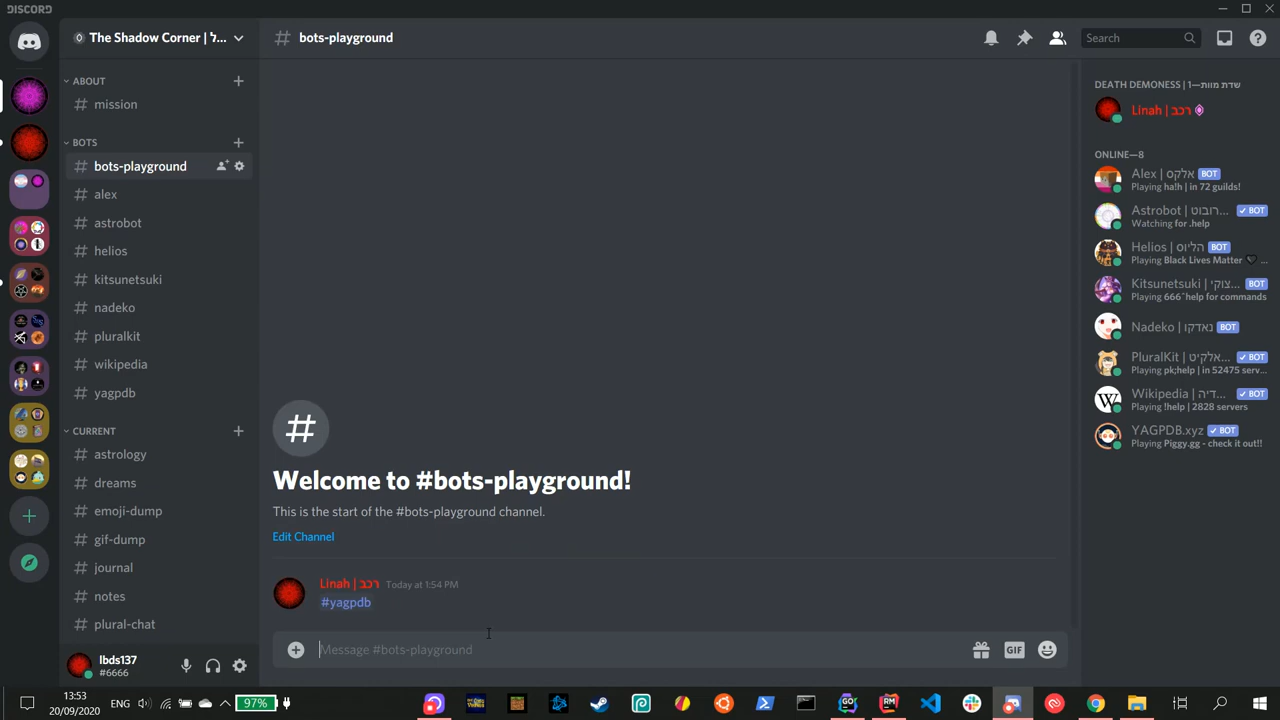 DISCORD
The Shadow Corner | ל...
bots-playground
Search
ABOUT
mission
BOTS
bots-playground
alex
astrobot
helios
kitsunetsuki
nadeko
pluralkit
wikipedia
yagpdb
CURRENT
astrology
dreams
emoji-dump
gif-dump
journal
notes
plural-chat
lbds137
#6666
Welcome to #bots-playground!
This is the start of the #bots-playground channel.
Edit Channel
Linah | רכב Today at 1:54 PM
#yagpdb
Message #bots-playground
GIF
DEATH DEMONESS | שדת מוות—1
Linah | רכב
ONLINE—8
Alex | אלקס BOT
Playing ha!h | in 72 guilds!
Astrobot | רובוט... BOT
Watching for .help
Helios | הליוס BOT
Playing Black Lives Matter 🖤 ...
Kitsunetsuki | צוקי... BOT
Playing 666^help for commands
Nadeko | נאדקו BOT
PluralKit | אלקיט... BOT
Playing pk;help | in 52475 serv...
Wikipedia | דיה... BOT
Playing !help | 2828 servers
YAGPDB.xyz BOT
Playing Piggy.gg - check it out!!
13:53
20/09/2020
ENG
97%